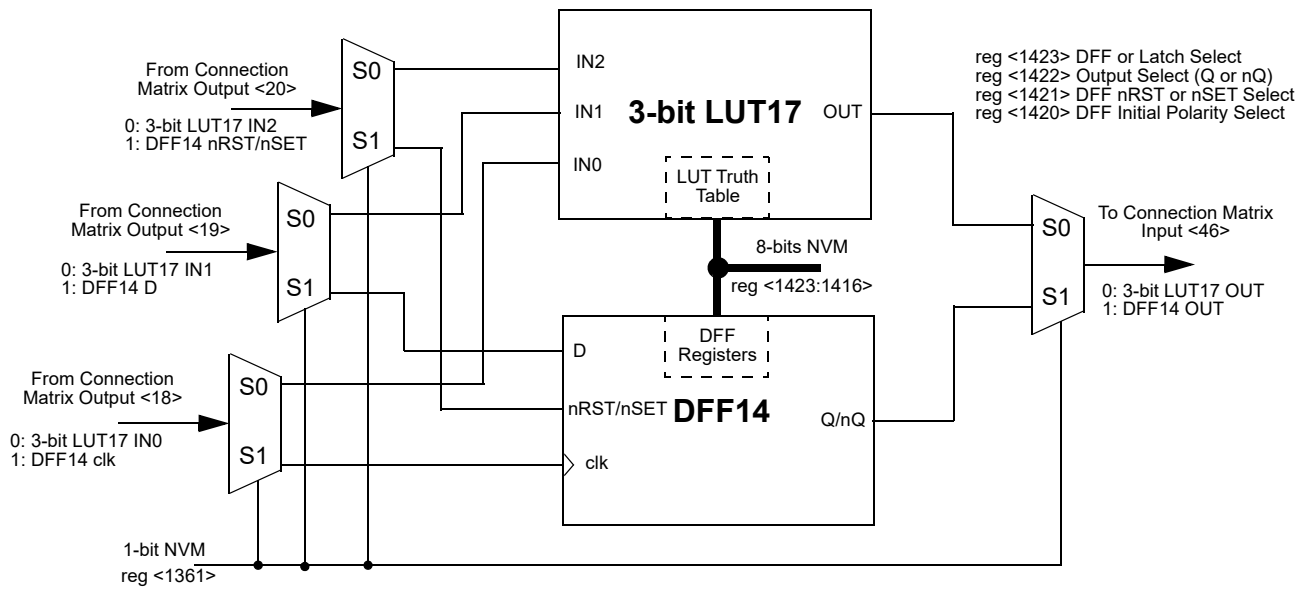 From Connection
Matrix Output <20>
0: 3-bit LUT17 IN2
1: DFF14 nRST/nSET
S0
S1
From Connection
Matrix Output <19>
0: 3-bit LUT17 IN1
1: DFF14 D
S0
S1
From Connection
Matrix Output <18>
0: 3-bit LUT17 IN0
1: DFF14 clk
S0
S1
1-bit NVM
reg <1361>
IN2
IN1
IN0
3-bit LUT17
OUT
LUT Truth
Table
8-bits NVM
reg <1423:1416>
DFF
Registers
D
nRST/nSET
DFF14
Q/nQ
clk
reg <1423> DFF or Latch Select
reg <1422> Output Select (Q or nQ)
reg <1421> DFF nRST or nSET Select
reg <1420> DFF Initial Polarity Select
S0
S1
To Connection Matrix
Input <46>
0: 3-bit LUT17 OUT
1: DFF14 OUT